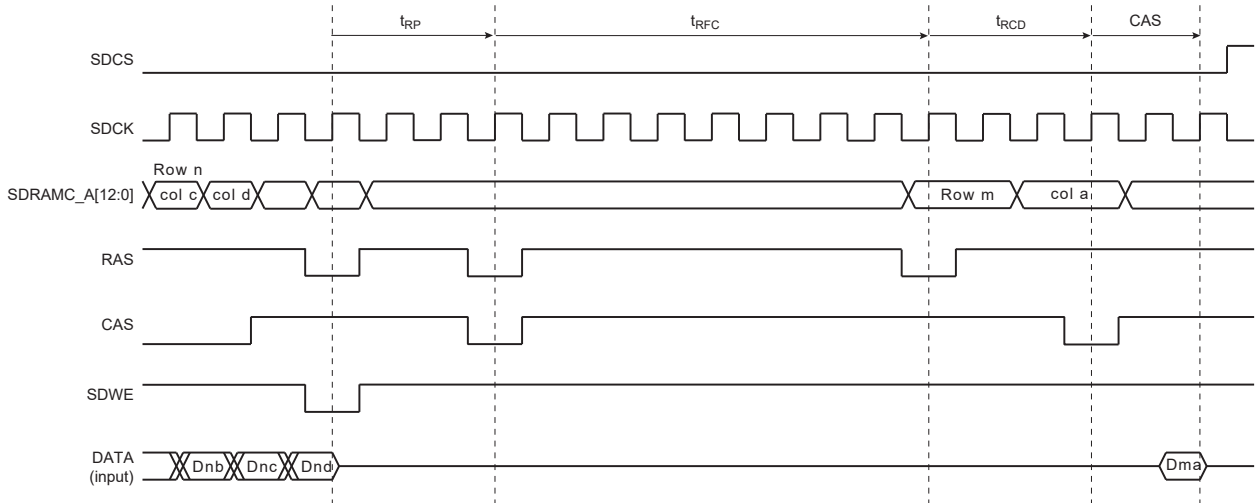 tRP tRFC tRCD CAS
SDCS
SDCK
Row n
SDRAMC_A[12:0] col c col d Row m col a
RAS
CAS
SDWE
DATA
(input) Dnb Dnc Dnd Dma